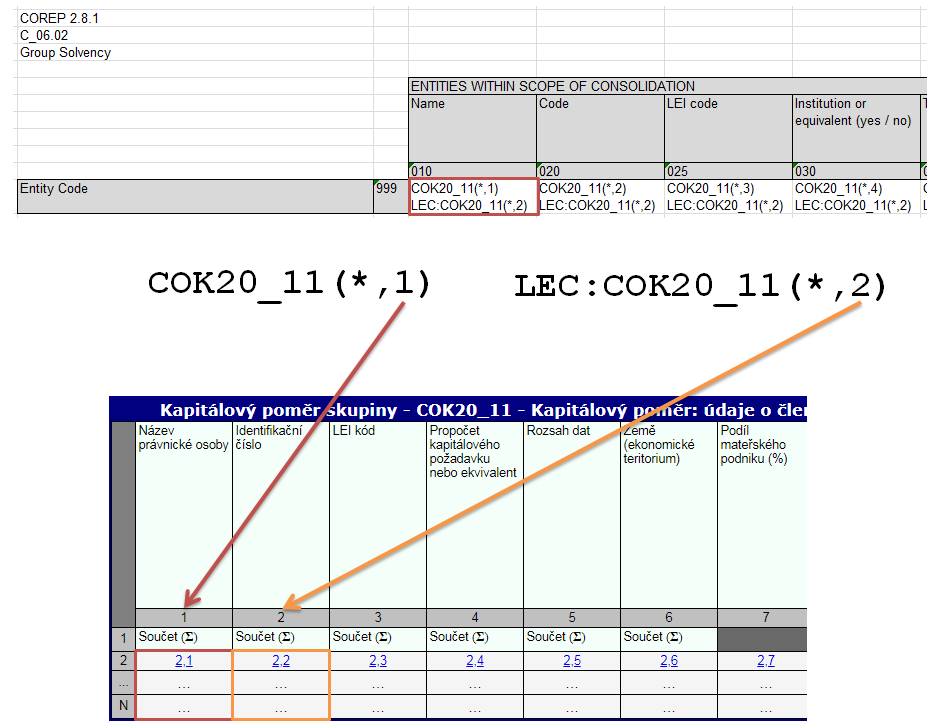 COREP 2.8.1
C_06.02
Group Solvency
ENTITIES WITHIN SCOPE OF CONSOLIDATION
Name Code LEI code Institution or
equivalent (yes / no)
010 020 025 030
Entity Code 999 COK20_11(*,1) COK20_11(*,2) COK20_11(*,3) COK20_11(*,4)
LEC:COK20_11(*,2) LEC:COK20_11(*,2) LEC:COK20_11(*,2) LEC:COK20_11(*,2)
COK20_11(*,1) LEC:COK20_11(*,2)
Kapitálový poměr skupiny - COK20_11 - Kapitálový poměr: údaje o člen
Název Identifikační LEI kód Propočet Rozsah dat Země Podíl
právnické osoby číslo kapitálového (ekonomické mateřského
požadavku teritorium) podniku (%)
nebo ekvivalent
1 2 3 4 5 6 7
1 Součet (Σ) Součet (Σ) Součet (Σ) Součet (Σ) Součet (Σ) Součet (Σ)
2 2,1 2,2 2,3 2,4 2,5 2,6 2,7
... ... ... ... ... ... ... ...
N ... ... ... ... ... ... ...